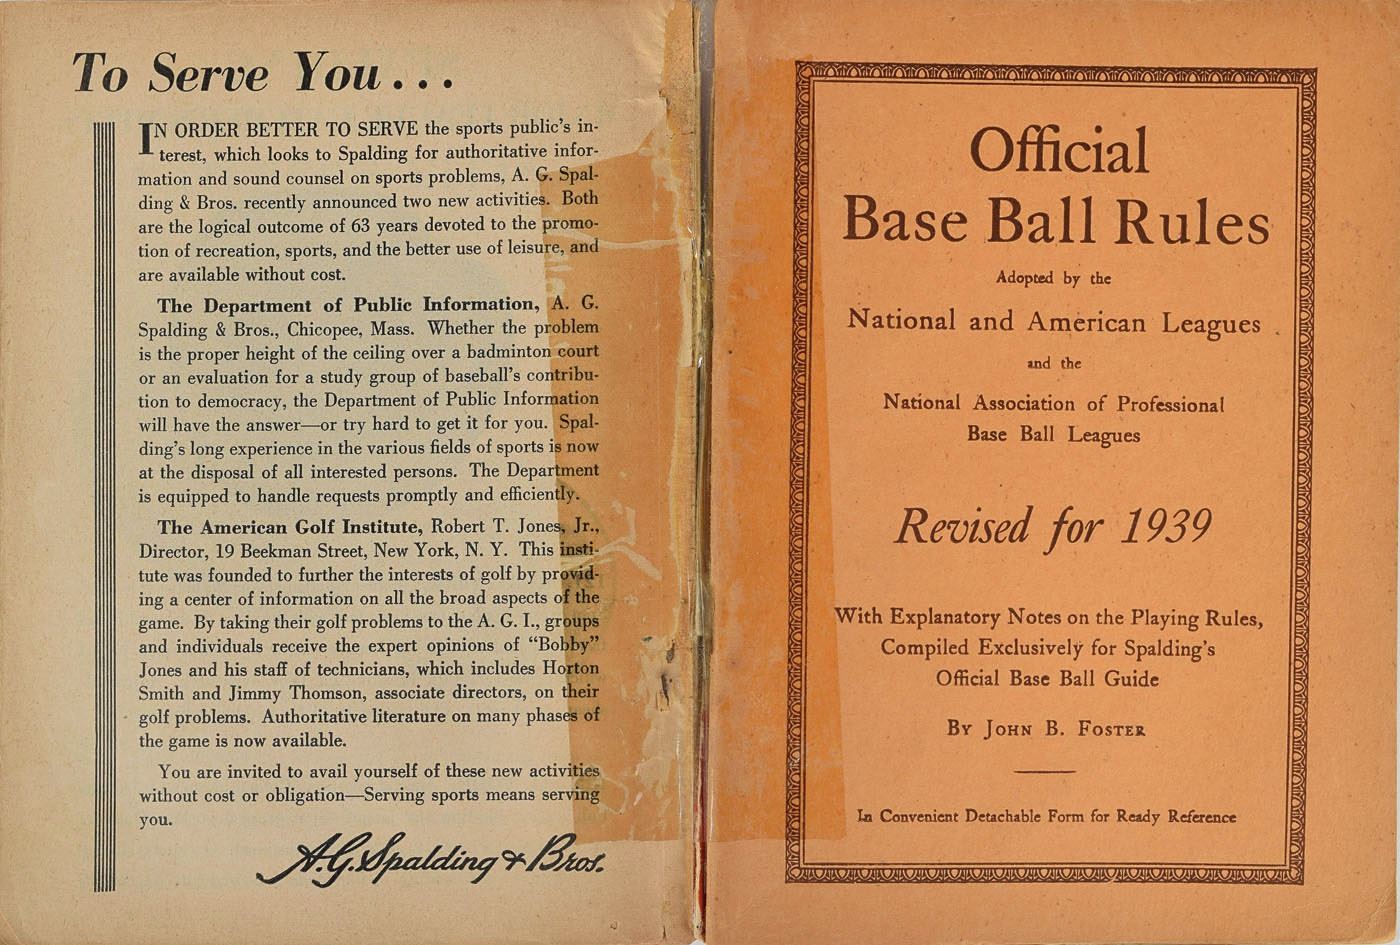 To Serve You...
IN ORDER BETTER TO SERVE the sports public's in-
terest, which looks to Spalding for authoritative infor-
mation and sound counsel on sports problems, A. G. Spal-
ding & Bros. recently announced two new activities. Both
are the logical outcome of 63 years devoted to the promo-
tion of recreation, sports, and the better use of leisure, and
are available without cost.
The Department of Public Information, A. G.
Spalding & Bros., Chicopee, Mass. Whether the problem
is the proper height of the ceiling over a badminton court
or an evaluation for a study group of baseball's contribu-
tion to democracy, the Department of Public Information
will have the answer—or try hard to get it for you. Spal-
ding's long experience in the various fields of sports is now
at the disposal of all interested persons. The Department
is equipped to handle requests promptly and efficiently.
The American Golf Institute, Robert T. Jones, Jr.,
Director, 19 Beekman Street, New York, N. Y. This insti-
tute was founded to further the interests of golf by provid-
ing a center of information on all the broad aspects of the
game. By taking their golf problems to the A. G. I., groups
and individuals receive the expert opinions of "Bobby"
Jones and his staff of technicians, which includes Horton
Smith and Jimmy Thomson, associate directors, on their
golf problems. Authoritative literature on many phases of
the game is now available.
You are invited to avail yourself of these new activities
without cost or obligation—Serving sports means serving
you.
A.G. Spalding & Bros.
Official
Base Ball Rules
Adopted by the
National and American Leagues
and the
National Association of Professional
Base Ball Leagues
Revised for 1939
With Explanatory Notes on the Playing Rules,
Compiled Exclusively for Spalding's
Official Base Ball Guide
By John B. Foster
In Convenient Detachable Form for Ready Reference